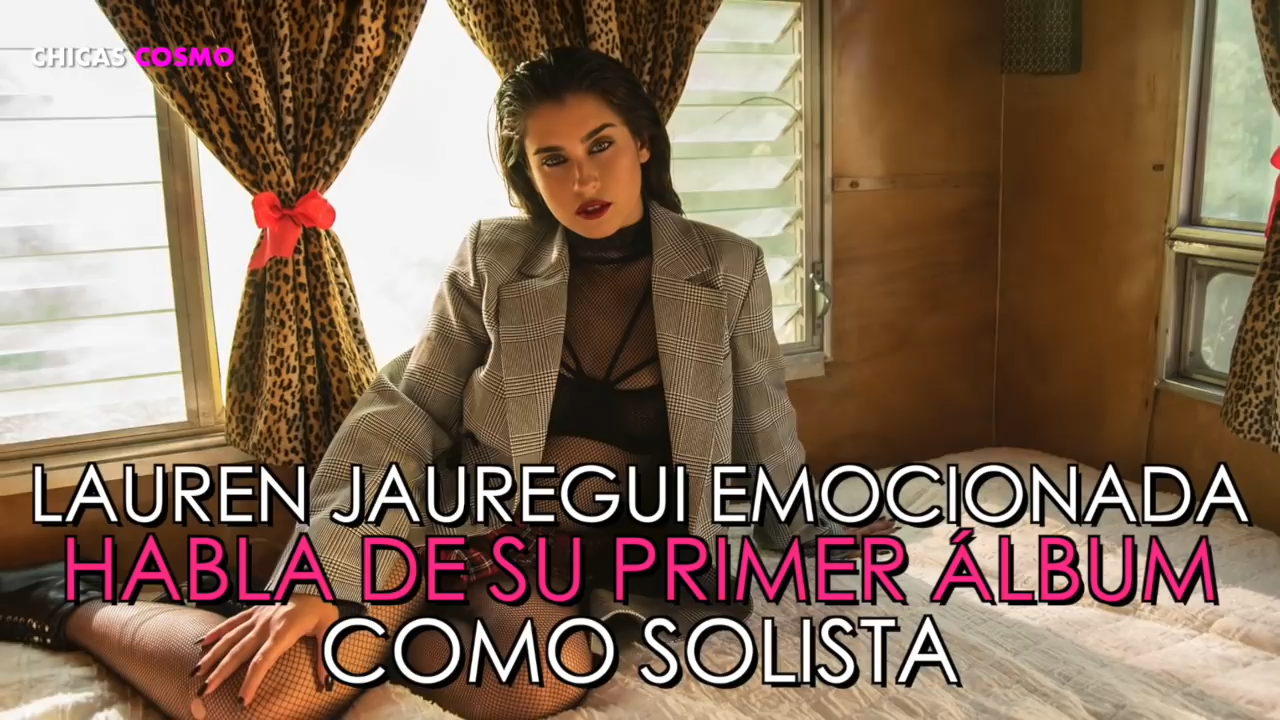 CHICAS COSMO
LAUREN JAUREGUI EMOCIONADA
HABLA DE SU PRIMER ÁLBUM
COMO SOLISTA